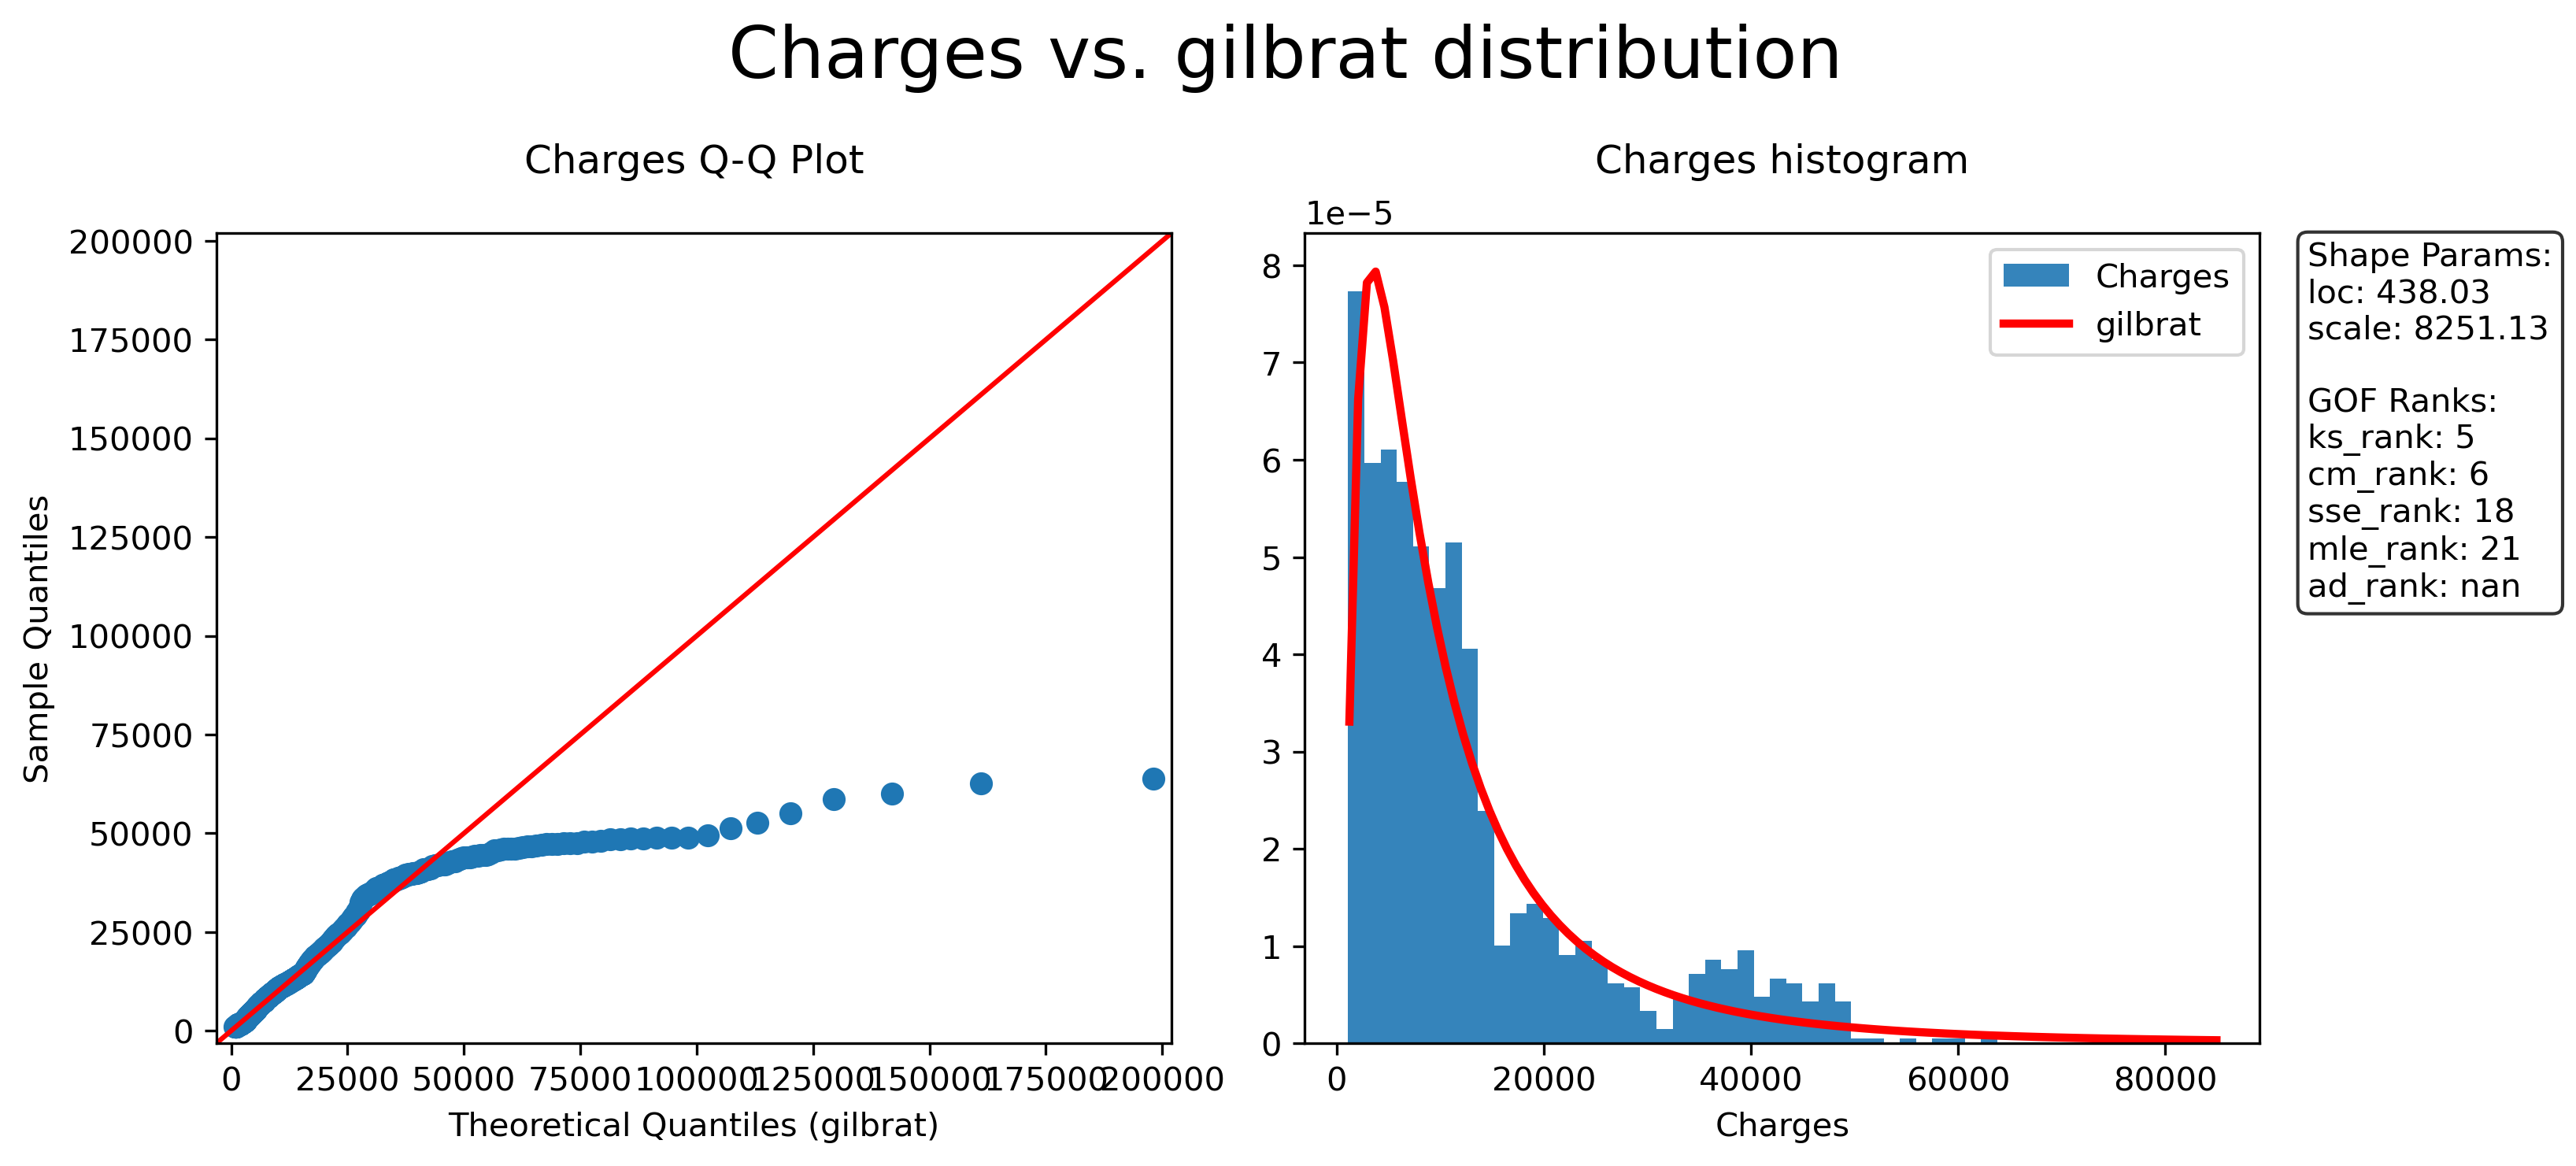 Charges vs. gilbrat distribution
Charges Q-Q Plot
200000
175000
150000
125000
100000
75000
50000
25000
0
Sample Quantiles
0 25000 50000 75000 100000 125000 150000 175000 200000
Theoretical Quantiles (gilbrat)
Charges histogram
1e−5
8
7
6
5
4
3
2
1
0
Charges
gilbrat
0 20000 40000 60000 80000
Charges
Shape Params:
loc: 438.03
scale: 8251.13
GOF Ranks:
ks_rank: 5
cm_rank: 6
sse_rank: 18
mle_rank: 21
ad_rank: nan